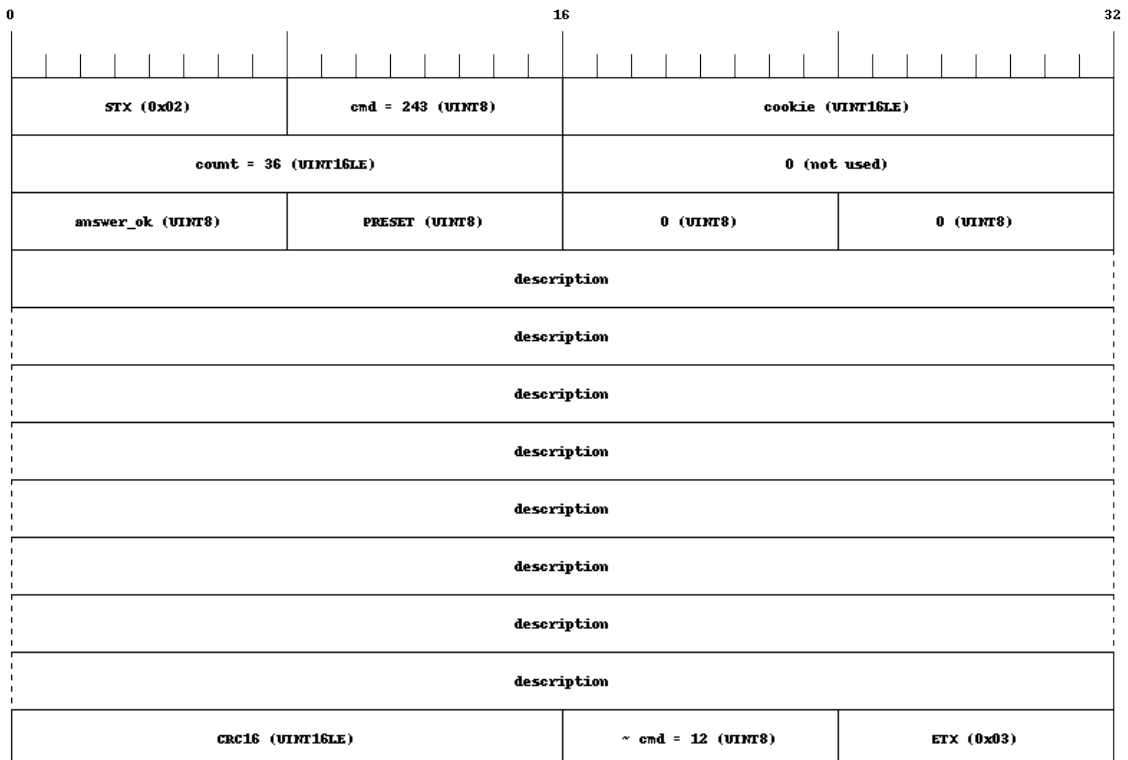 0 16 32
STX (0x02) cmd = 243 (UINT8) cookie (UINT16LE)
count = 36 (UINT16LE) 0 (not used)
answer_ok (UINT8) PRESET (UINT8) 0 (UINT8) 0 (UINT8)
description
description
description
description
description
description
description
description
CRC16 (UINT16LE) ~ cmd = 12 (UINT8) ETX (0x03)